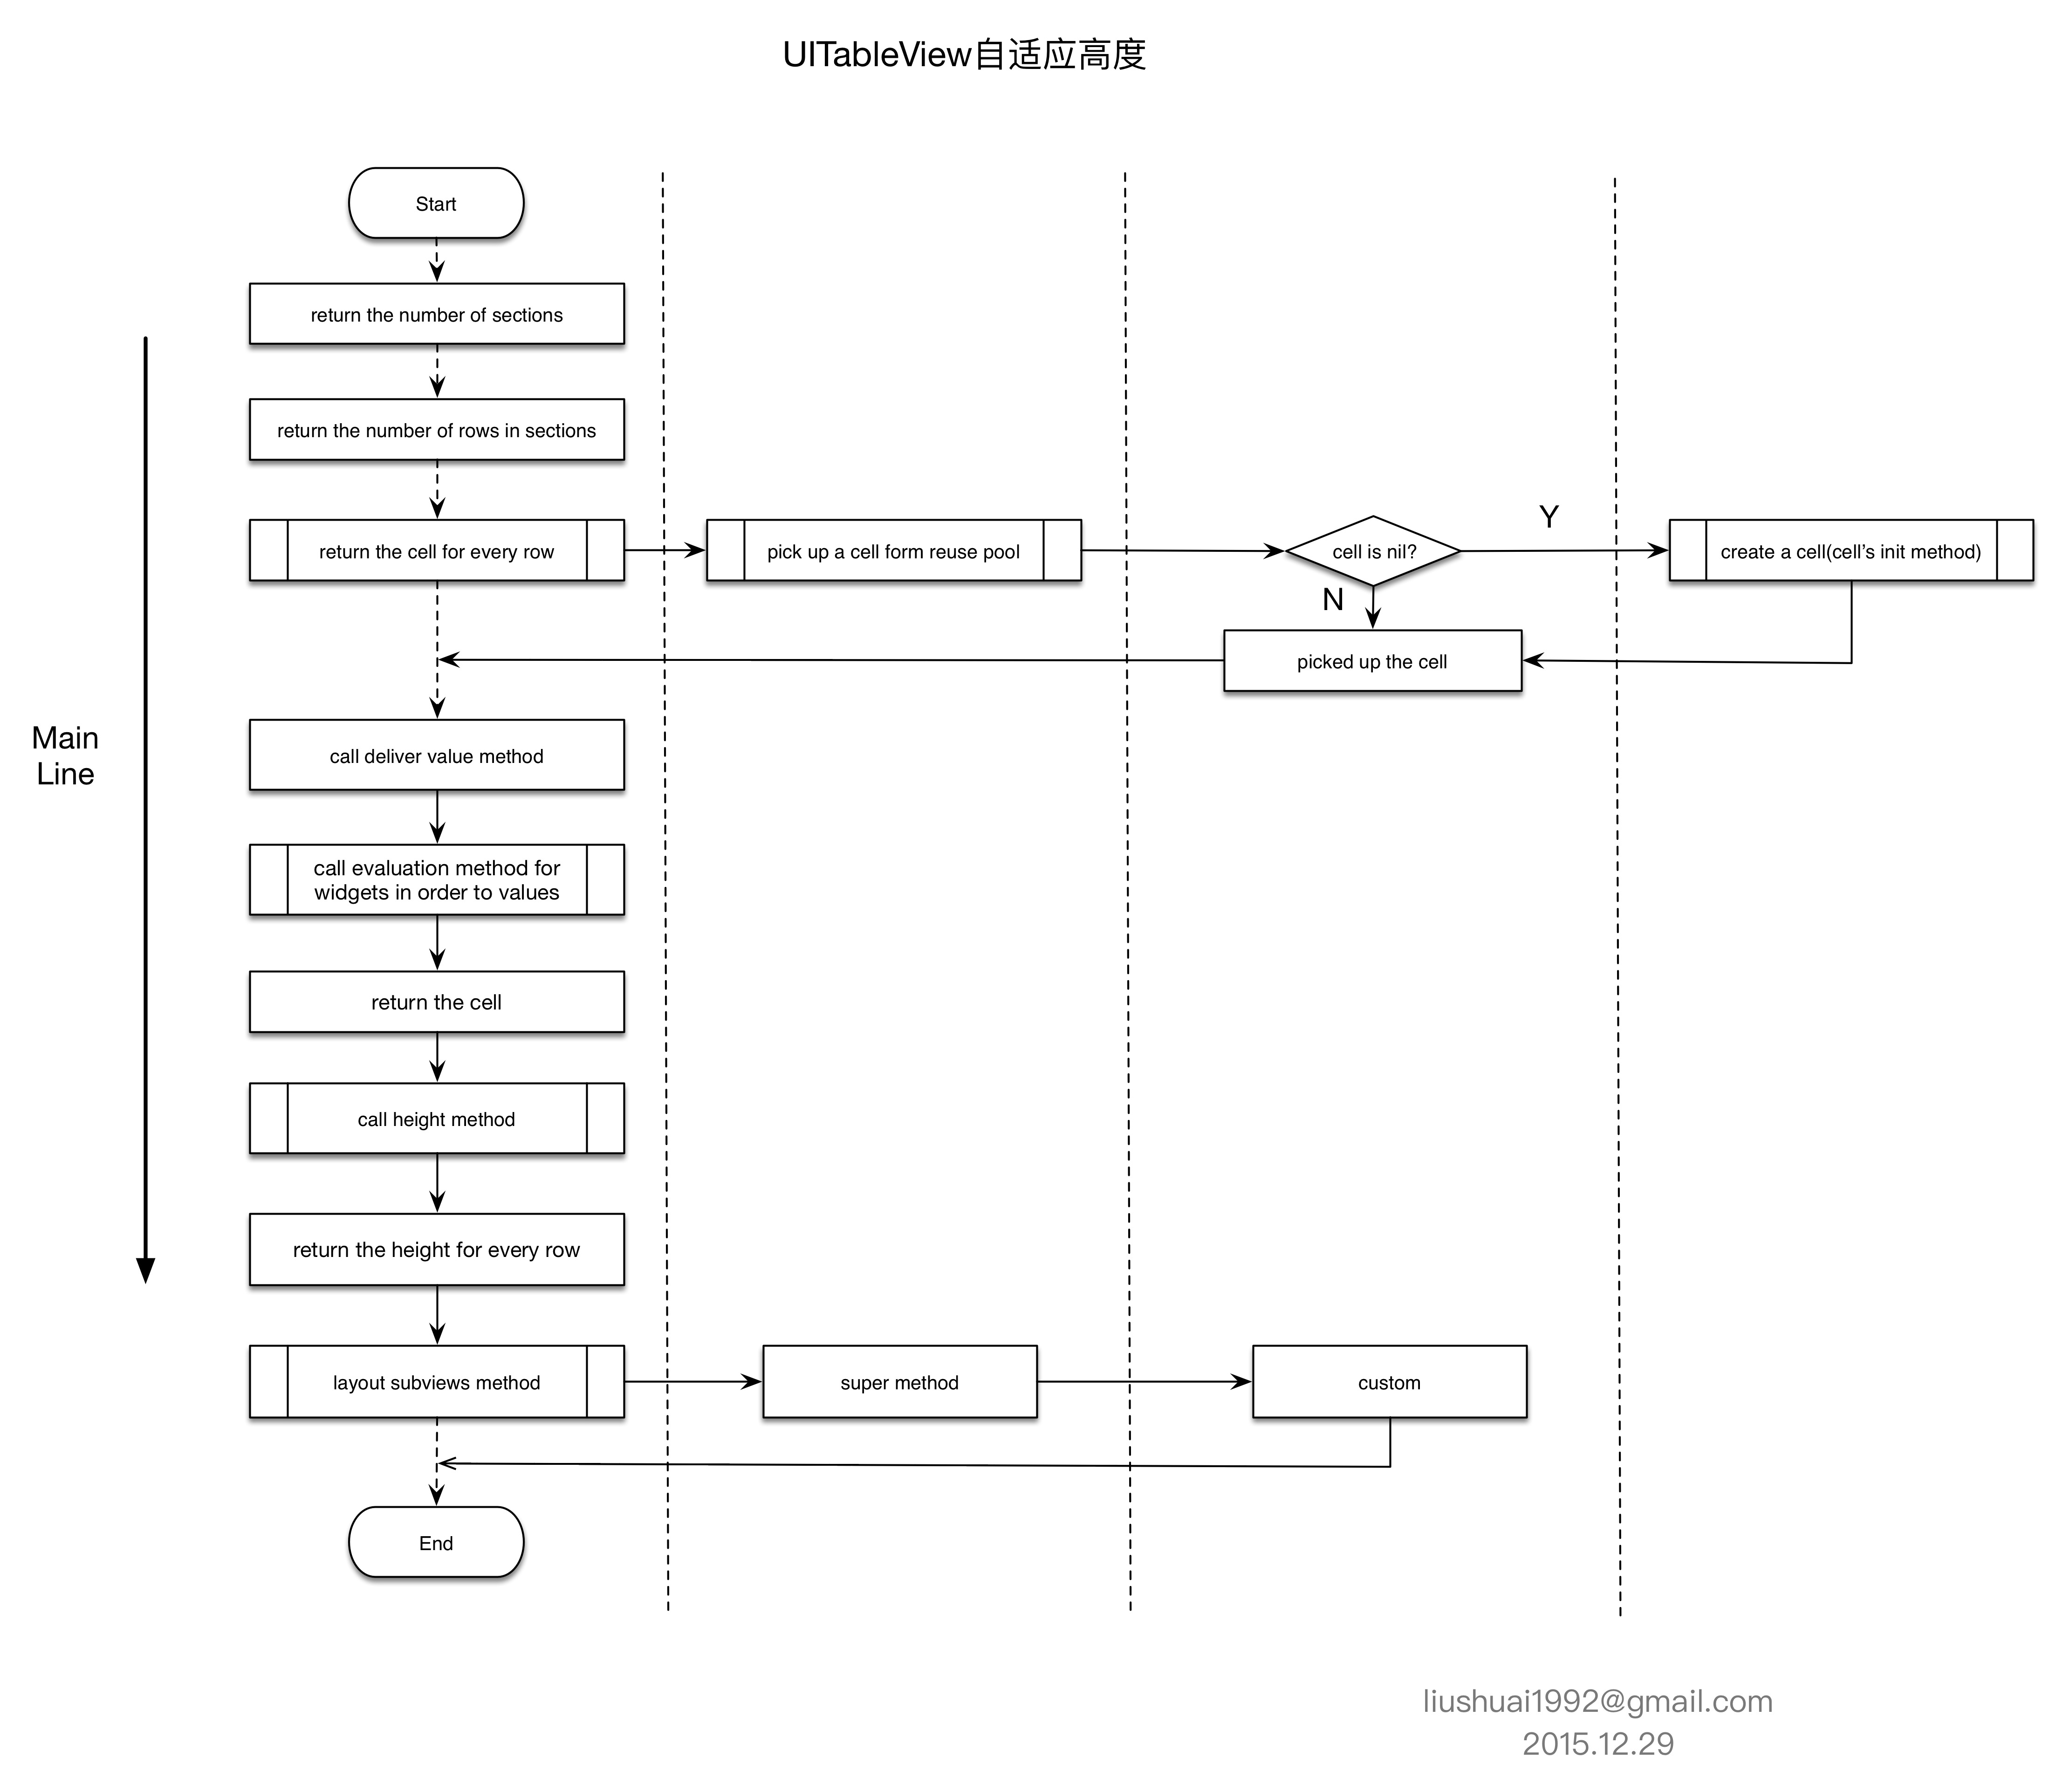 UITableView自适应高度
Start
return the number of sections
return the number of rows in sections
return the cell for every row
pick up a cell form reuse pool
cell is nil?
Y
create a cell(cell's init method)
N
picked up the cell
Main
Line
call deliver value method
call evaluation method for
widgets in order to values
return the cell
call height method
return the height for every row
layout subviews method
super method
custom
End
liushuai1992@gmail.com
2015.12.29